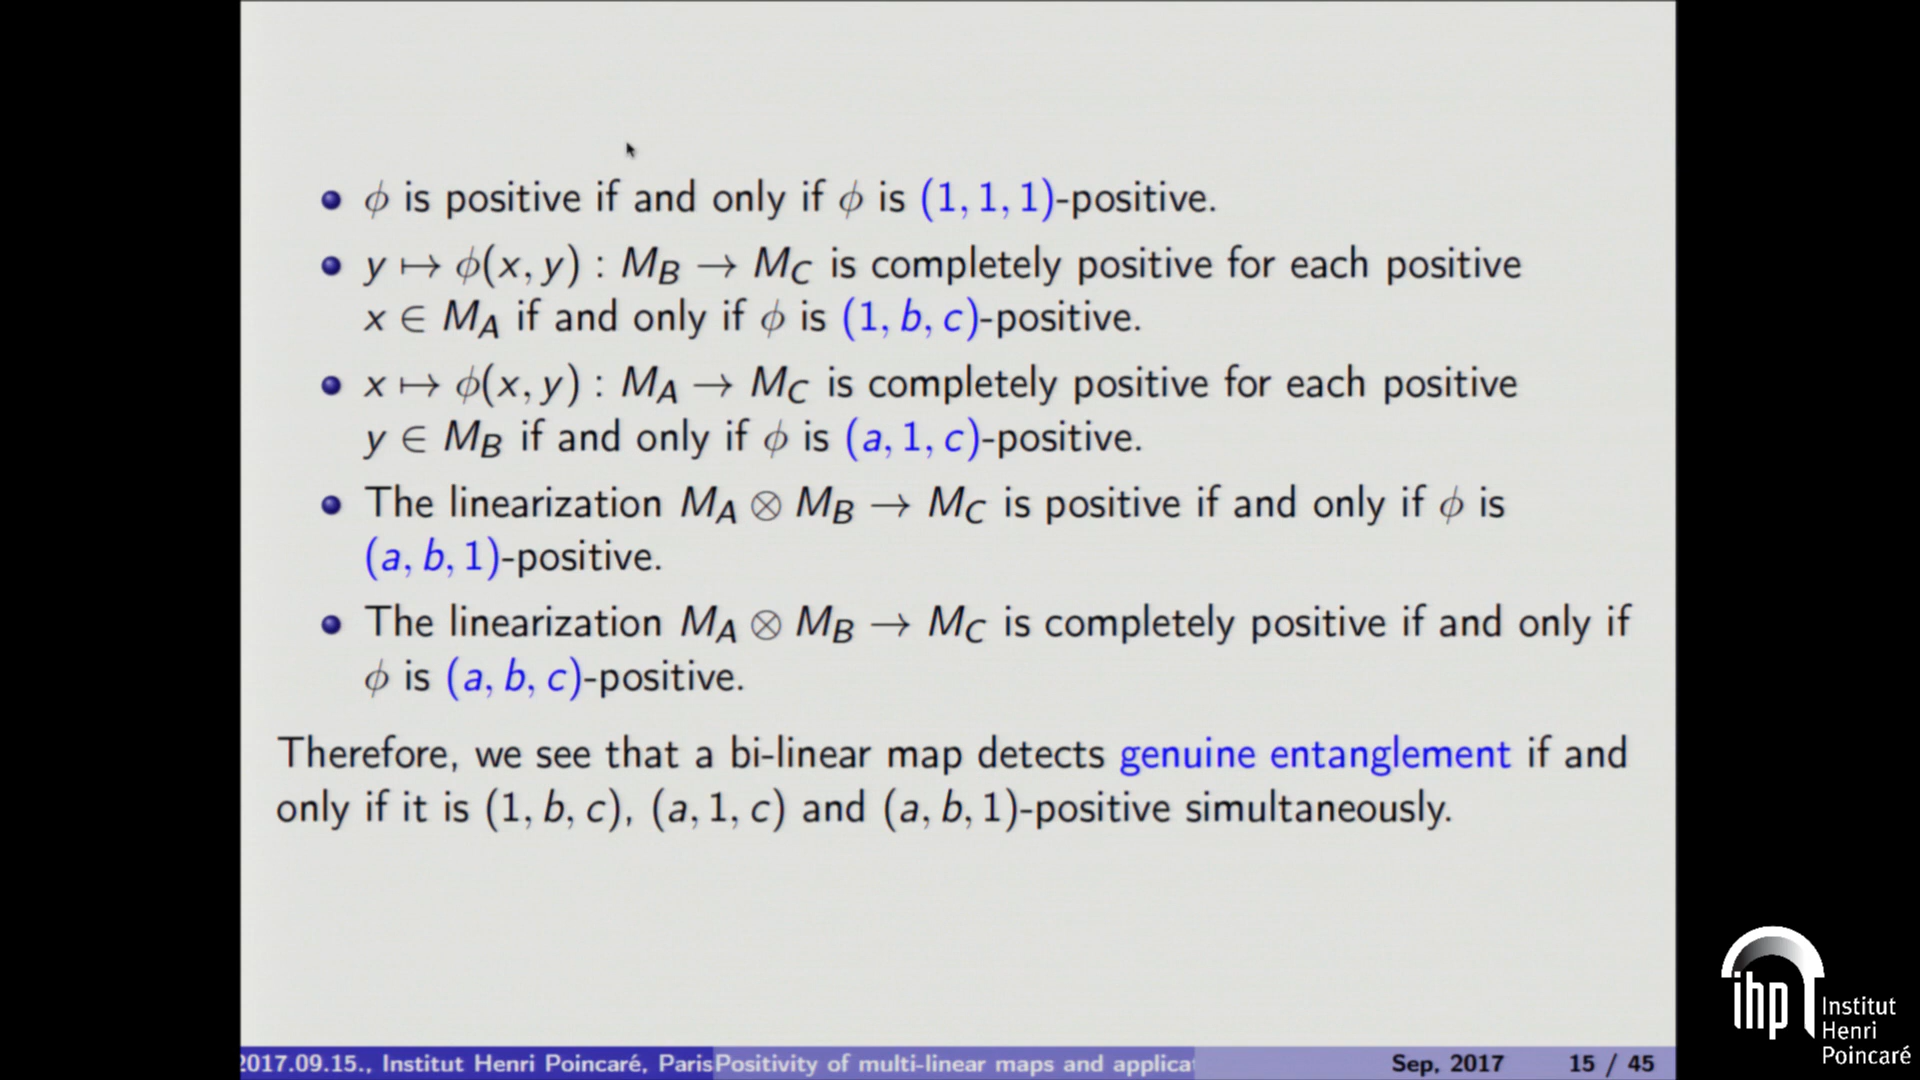 • ϕ is positive if and only if ϕ is (1, 1, 1)-positive.
• y ↦ ϕ(x, y) : M_B → M_C is completely positive for each positive
x ∈ M_A if and only if ϕ is (1, b, c)-positive.
• x ↦ ϕ(x, y) : M_A → M_C is completely positive for each positive
y ∈ M_B if and only if ϕ is (a, 1, c)-positive.
• The linearization M_A ⊗ M_B → M_C is positive if and only if ϕ is
(a, b, 1)-positive.
• The linearization M_A ⊗ M_B → M_C is completely positive if and only if
ϕ is (a, b, c)-positive.
Therefore, we see that a bi-linear map detects genuine entanglement if and
only if it is (1, b, c), (a, 1, c) and (a, b, 1)-positive simultaneously.
2017.09.15., Institut Henri Poincaré, Paris Positivity of multi-linear maps and applicat Sep, 2017 15 / 45
ihp Institut
Henri
Poincaré